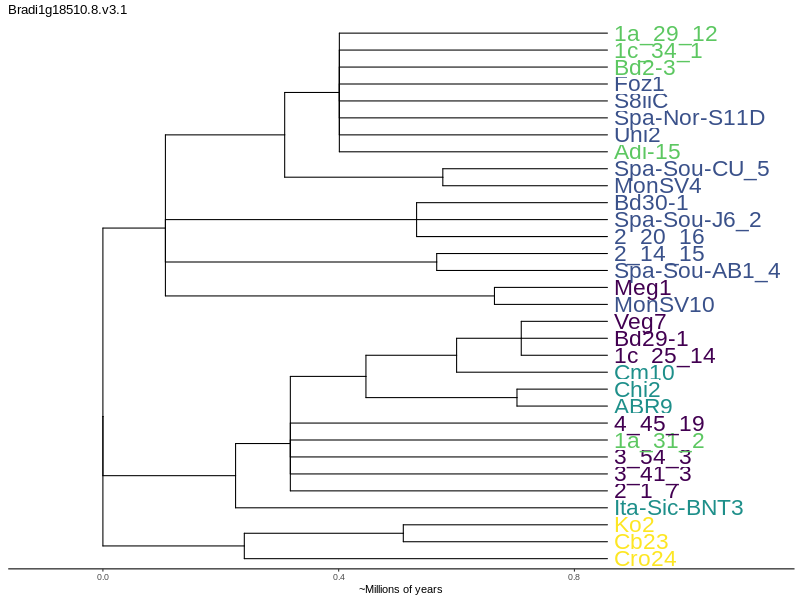 Bradi1g18510.8.v3.1
1a_29_12
1c_34_1
Bd2-3
Foz1
S8iiC
Spa-Nor-S11D
Uni2
Adi-15
Spa-Sou-CU_5
MonSV4
Bd30-1
Spa-Sou-J6_2
2_20_16
2_14_15
Spa-Sou-AB1_4
Meg1
MonSV10
Veg7
Bd29-1
1c_25_14
Cm10
Chi2
ABR9
4_45_19
1a_31_2
3_54_3
3_41_3
2_1_7
Ita-Sic-BNT3
Ko2
Cb23
Cro24
0.0 0.4 0.8
~Millions of years